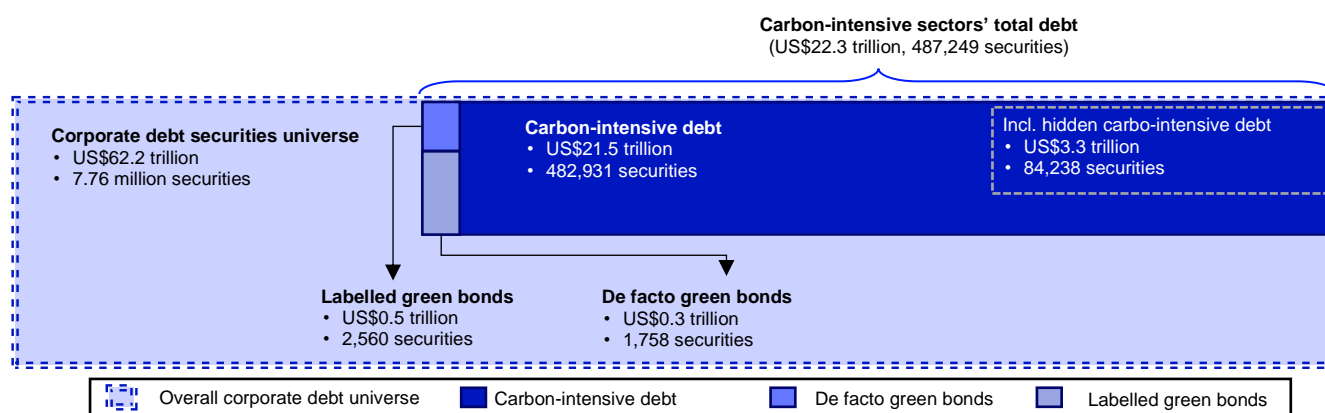 Carbon-intensive sectors' total debt
(US$22.3 trillion, 487,249 securities)
Corporate debt securities universe
• US$62.2 trillion
• 7.76 million securities
Carbon-intensive debt
• US$21.5 trillion
• 482,931 securities
Incl. hidden carbo-intensive debt
• US$3.3 trillion
• 84,238 securities
Labelled green bonds
• US$0.5 trillion
• 2,560 securities
De facto green bonds
• US$0.3 trillion
• 1,758 securities
Overall corporate debt universe
Carbon-intensive debt
De facto green bonds
Labelled green bonds